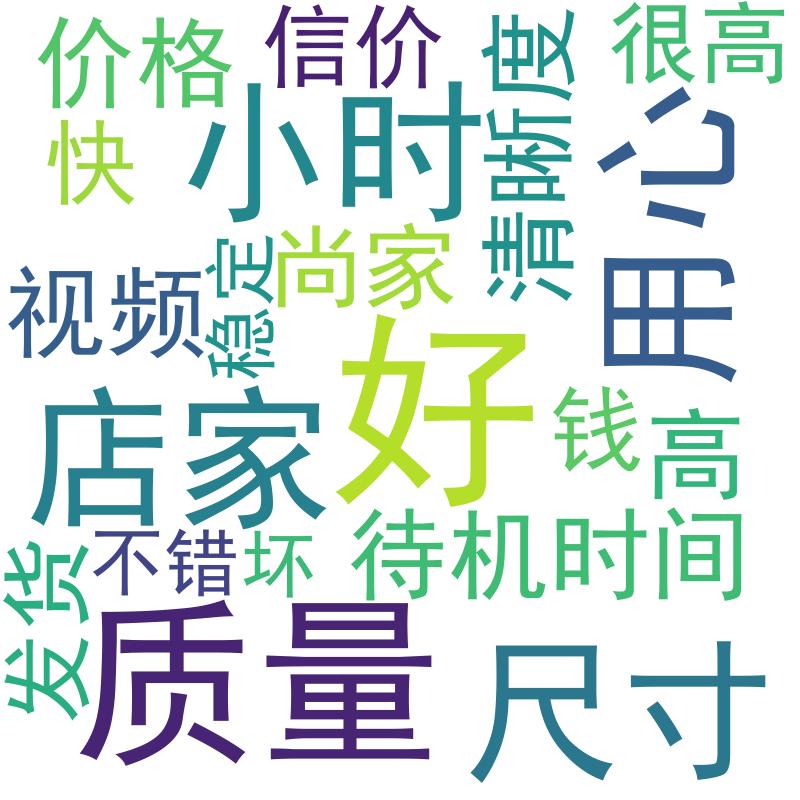 价格
信价
清晰度
很高
快
小时
用心
视频
稳定
尚家
好
店家
钱
高
发货
不错
坏
待机时间
质量
尺寸